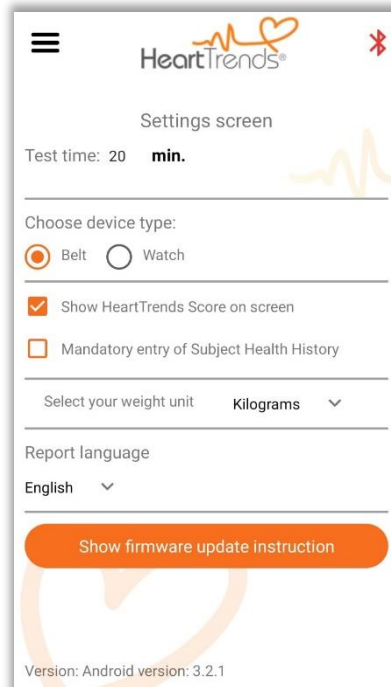 HeartTrends®
Settings screen
Test time: 20 min.
Choose device type:
Belt Watch
Show HeartTrends Score on screen
Mandatory entry of Subject Health History
Select your weight unit Kilograms
Report language
English
Show firmware update instruction
Version: Android version: 3.2.1